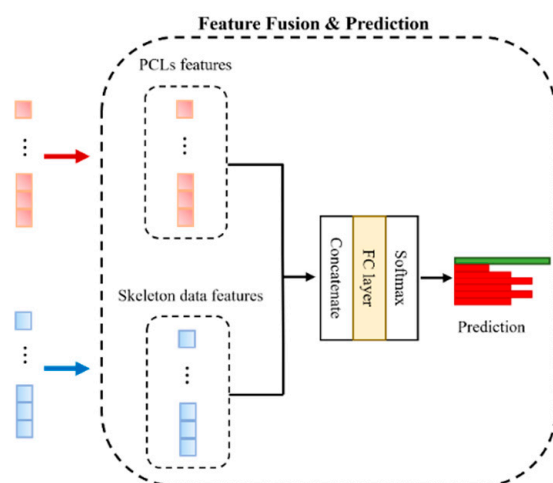 Feature Fusion & Prediction
PCLs features
Skeleton data features
Concatenate
FC layer
Softmax
Prediction